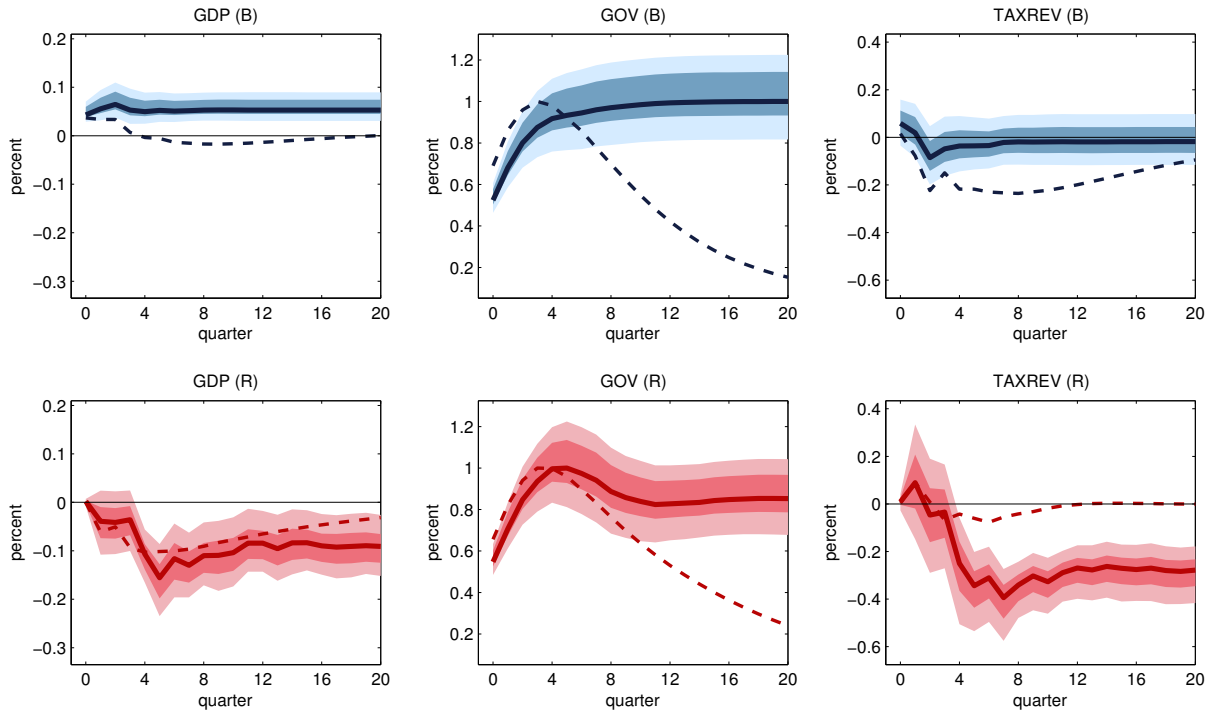 GDP (B)
0.2
0.1
0
−0.1
−0.2
−0.3
percent
0 4 8 12 16 20
quarter
GOV (B)
1.2
1
0.8
0.6
0.4
0.2
percent
0 4 8 12 16 20
quarter
TAXREV (B)
0.4
0.2
0
−0.2
−0.4
−0.6
percent
0 4 8 12 16 20
quarter
GDP (R)
0.2
0.1
0
−0.1
−0.2
−0.3
percent
0 4 8 12 16 20
quarter
GOV (R)
1.2
1
0.8
0.6
0.4
0.2
percent
0 4 8 12 16 20
quarter
TAXREV (R)
0.4
0.2
0
−0.2
−0.4
−0.6
percent
0 4 8 12 16 20
quarter